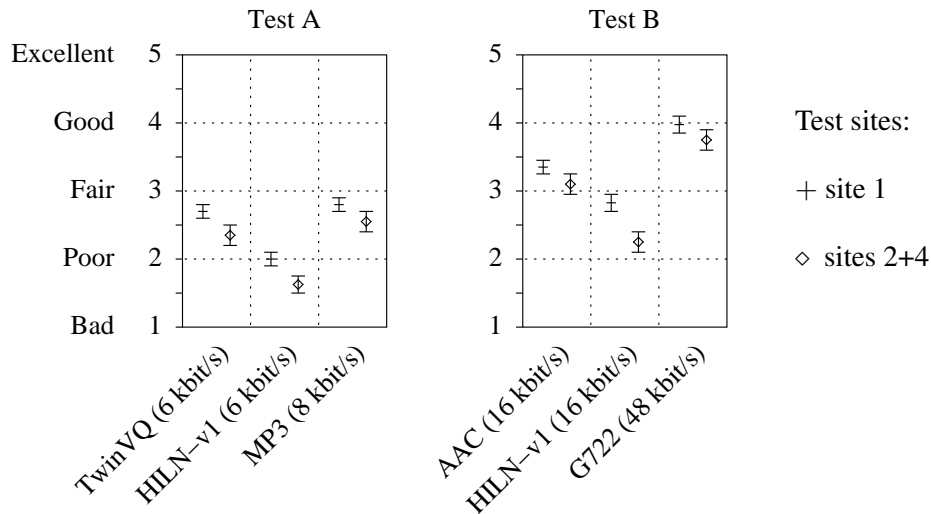 Test A
Test B
Excellent 5
Good 4
Fair 3
Poor 2
Bad 1
5
4
3
2
1
TwinVQ (6 kbit/s)
HILN−v1 (6 kbit/s)
MP3 (8 kbit/s)
AAC (16 kbit/s)
HILN−v1 (16 kbit/s)
G722 (48 kbit/s)
Test sites:
site 1
sites 2+4